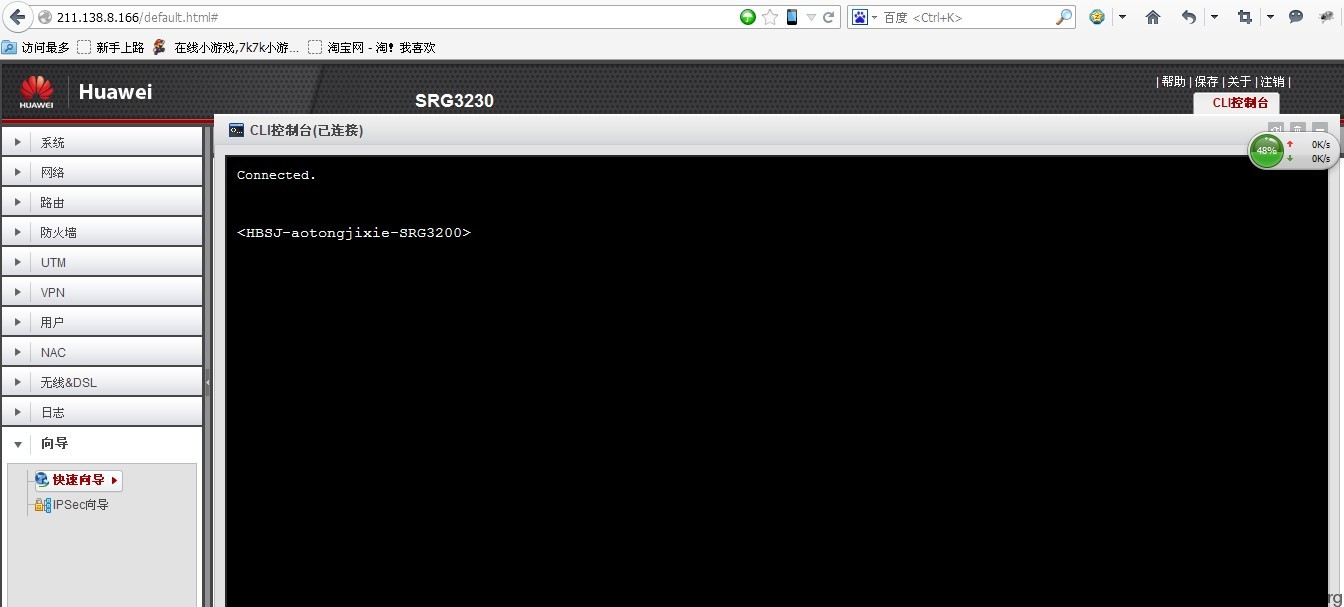 211.138.8.166/default.html#
百度 <Ctrl+K>
访问最多 新手上路 在线小游戏,7k7k小游... 淘宝网 - 淘! 我喜欢
HUAWEI Huawei
SRG3230
| 帮助 | 保存 | 关于 | 注销 |
CLI控制台
CLI控制台(已连接)
48% 0K/s
0K/s
Connected.
<HBSJ-aotongjixie-SRG3200>
系统
网络
路由
防火墙
UTM
VPN
用户
NAC
无线&DSL
日志
向导
快速向导
IPSec向导
rg